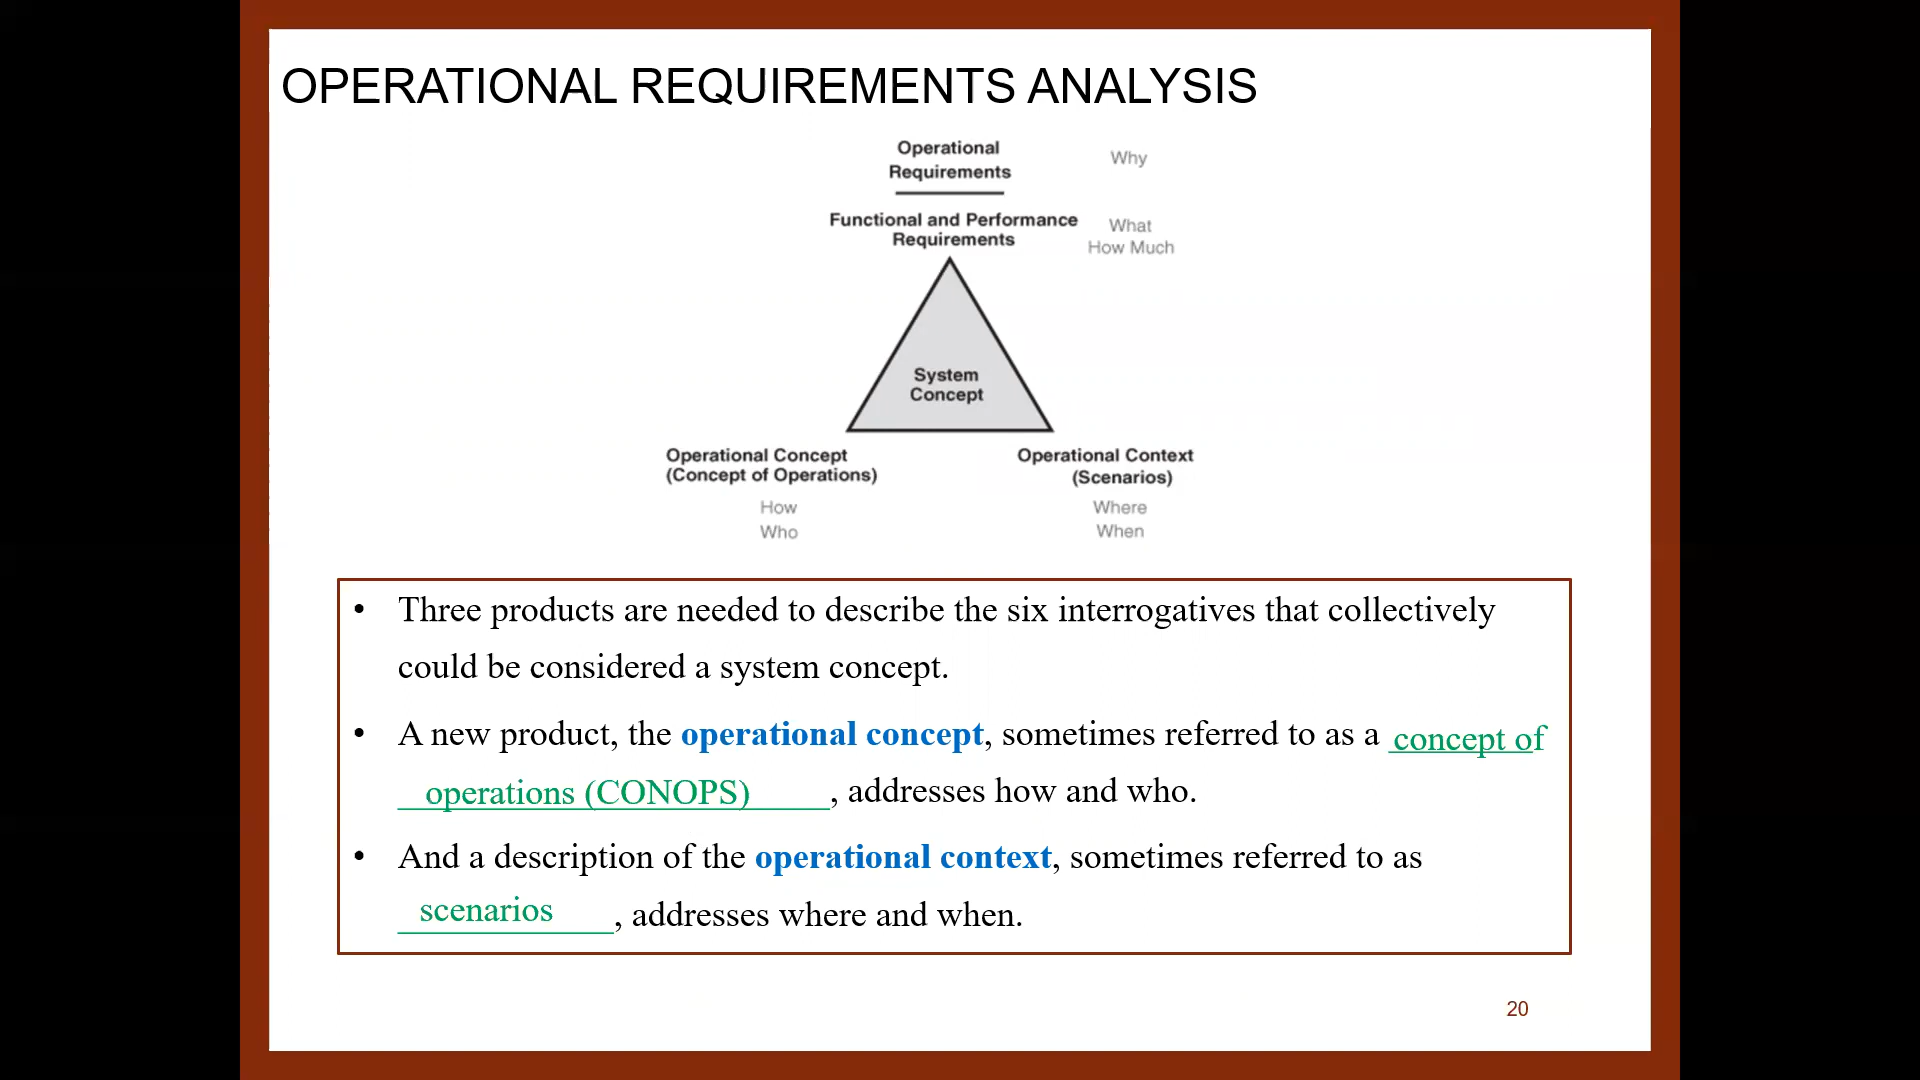 OPERATIONAL REQUIREMENTS ANALYSIS
Operational
Requirements
Why
Functional and Performance
Requirements
What
How Much
System
Concept
Operational Concept
(Concept of Operations)
How
Who
Operational Context
(Scenarios)
Where
When
• Three products are needed to describe the six interrogatives that collectively
could be considered a system concept.
• A new product, the operational concept, sometimes referred to as a concept of
operations (CONOPS), addresses how and who.
• And a description of the operational context, sometimes referred to as
scenarios, addresses where and when.
20